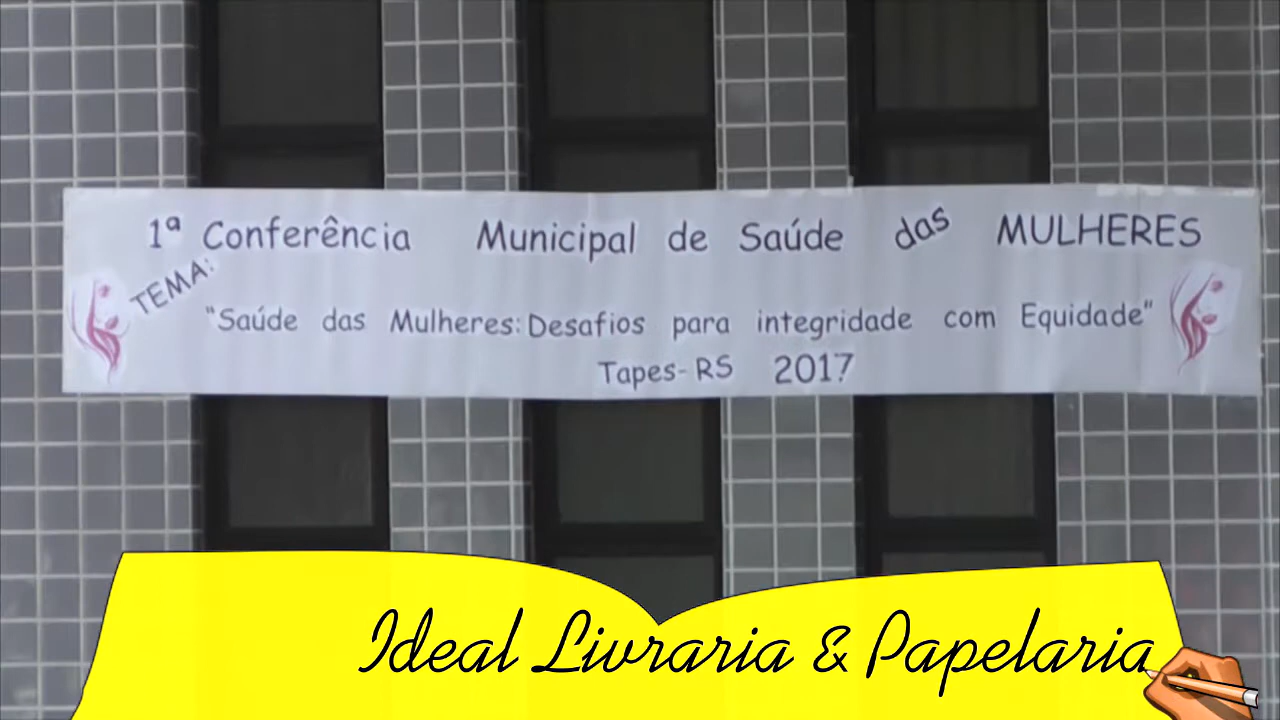 1ª Conferência Municipal de Saúde das MULHERES
TEMA:
"Saúde das Mulheres: Desafios para integridade com Equidade"
Tapes-RS 2017
Ideal Livraria & Papelaria